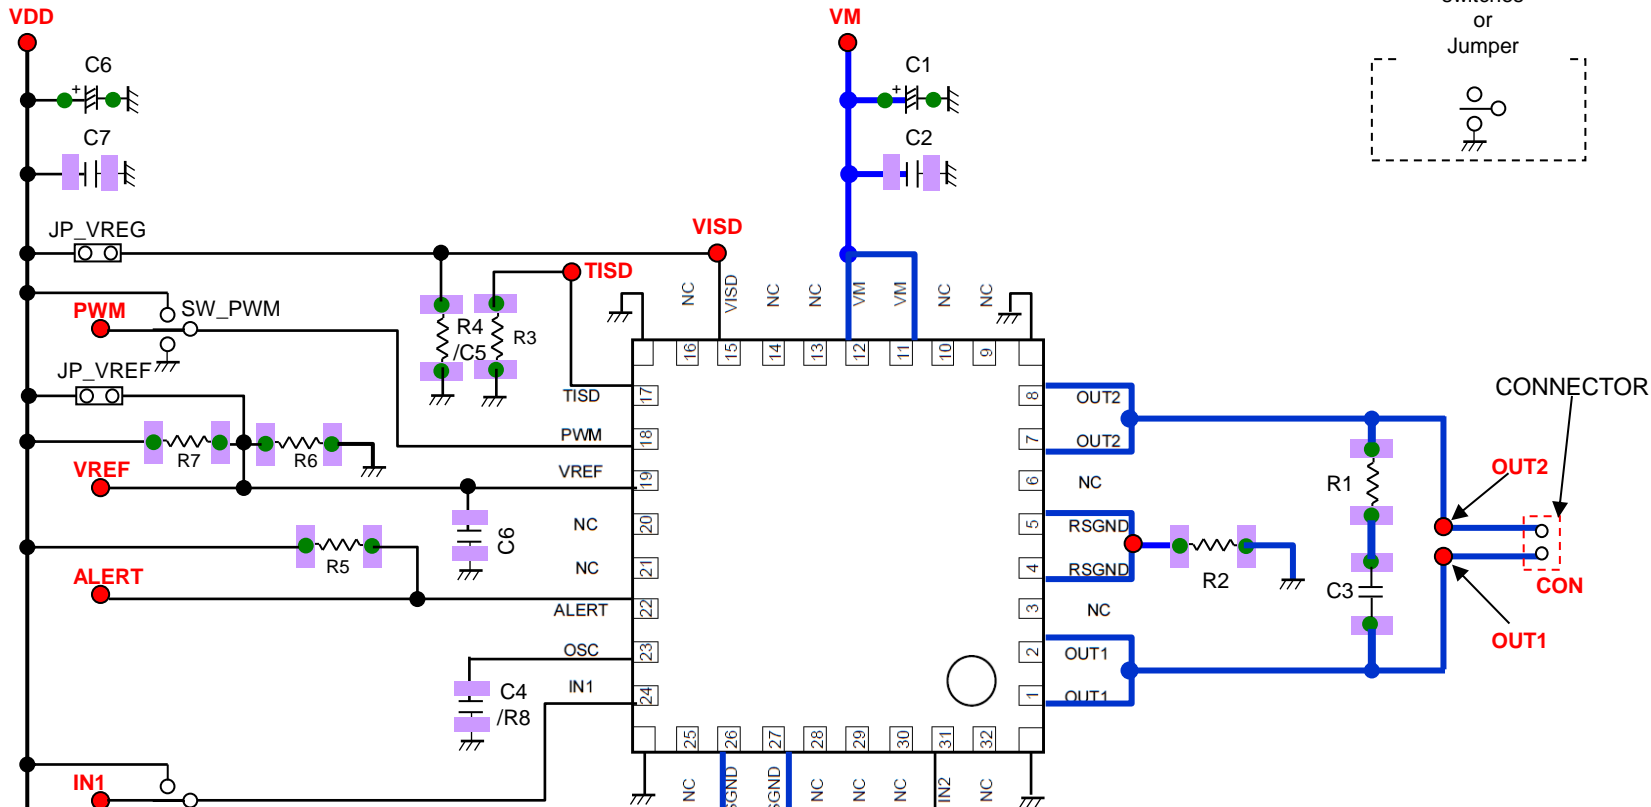 VDD
VM
or
Jumper
C6
C1
C7
C2
JP_VREG
VISD
TISD
PWM
SW_PWM
R4
/C5
R3
JP_VREF
R7
R6
VREF
C6
R5
ALERT
C4
/R8
IN1
NC
VISD
NC
NC
VM
VM
NC
NC
16
15
14
13
12
11
10
9
TISD
17
PWM
18
VREF
19
NC
20
NC
21
ALERT
22
OSC
23
IN1
24
8
OUT2
7
OUT2
6
NC
5
RSGND
4
RSGND
3
NC
2
OUT1
1
OUT1
25
26
27
28
29
30
31
32
NC
NC
NC
NC
IN2
NC
R2
R1
C3
CONNECTOR
OUT2
CON
OUT1